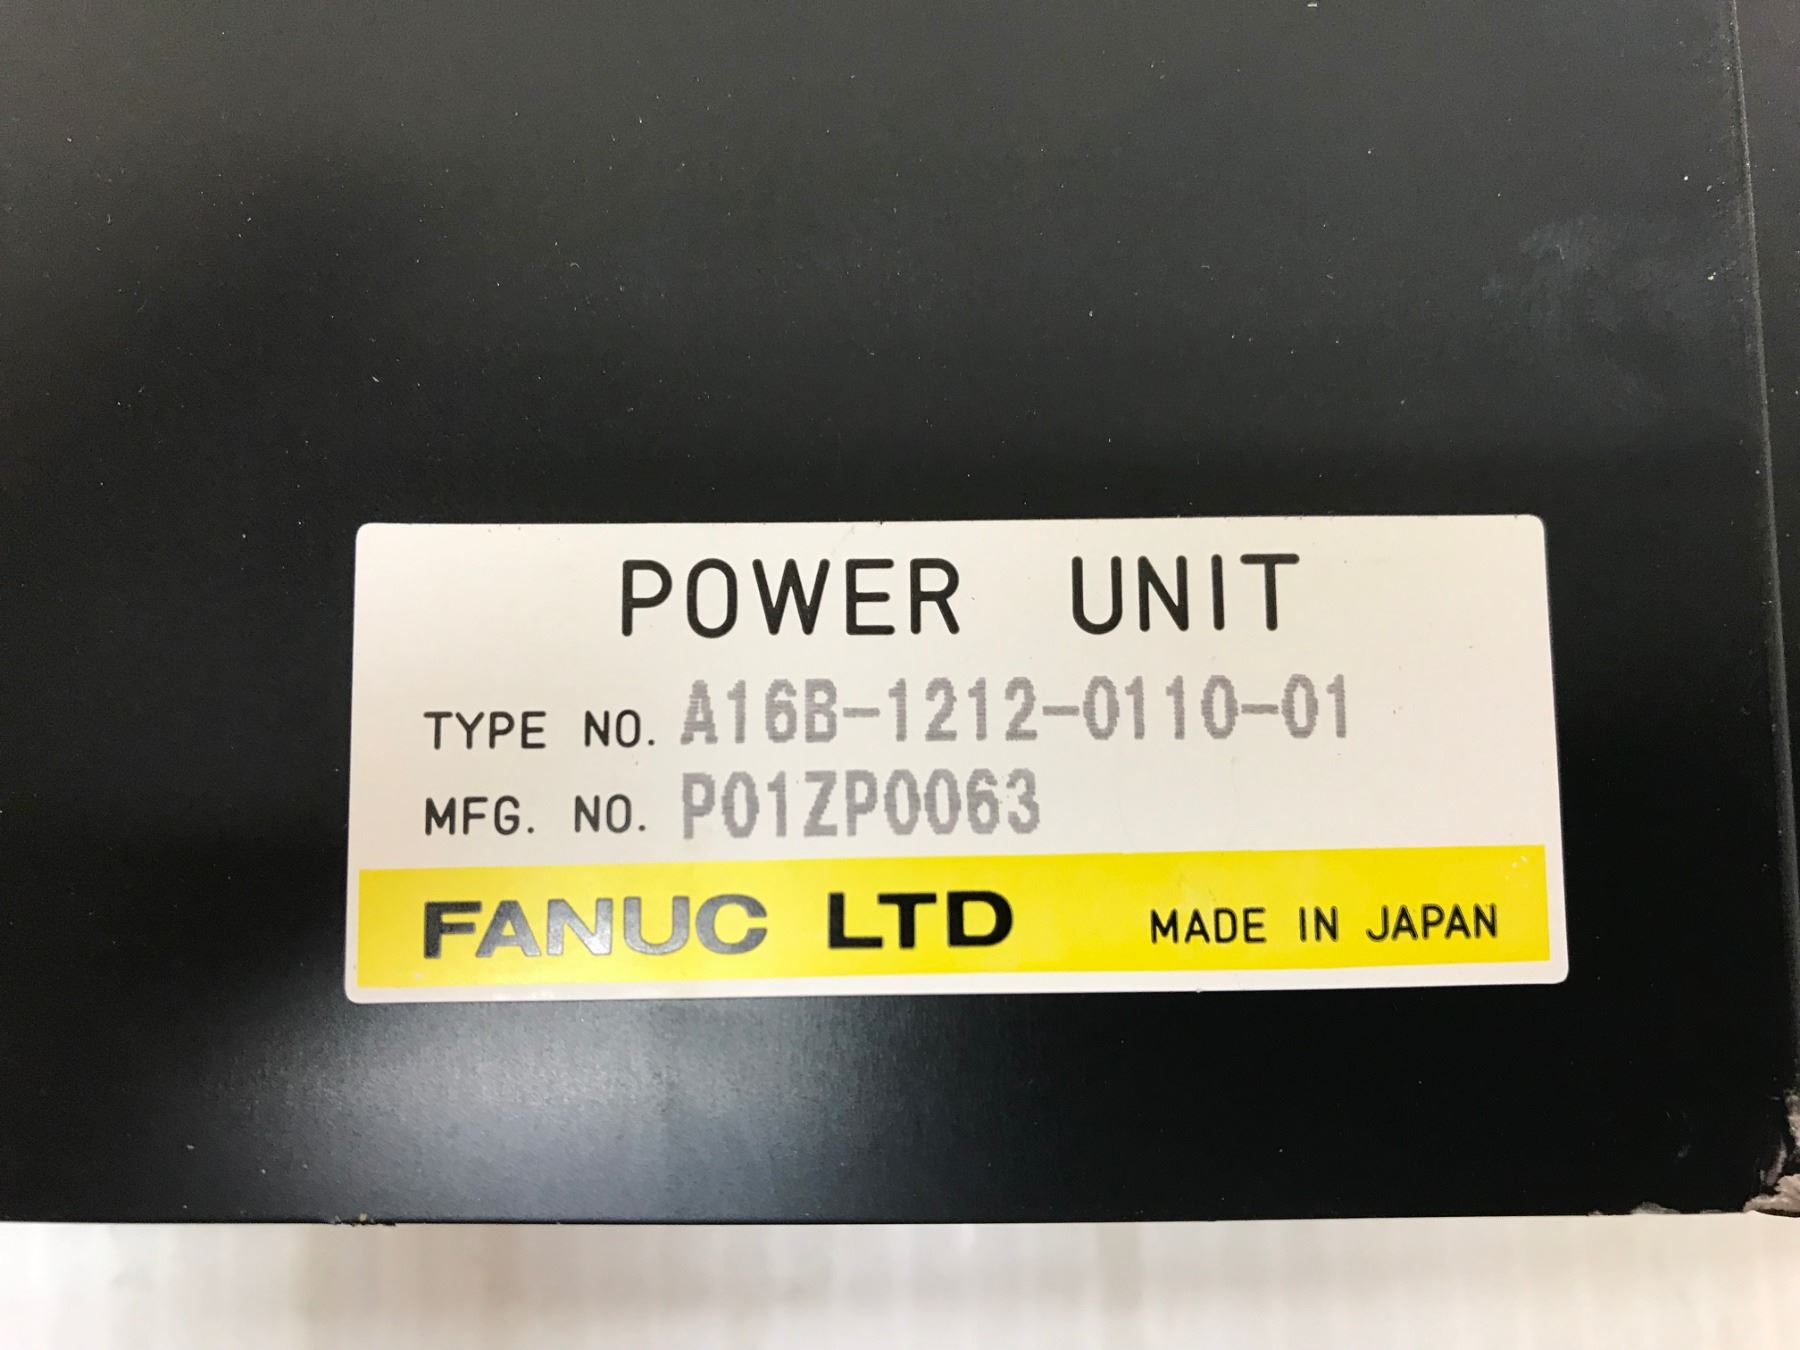 POWER UNIT
TYPE NO. A16B-1212-0110-01
MFG. NO. P01ZP0063
FANUC LTD MADE IN JAPAN